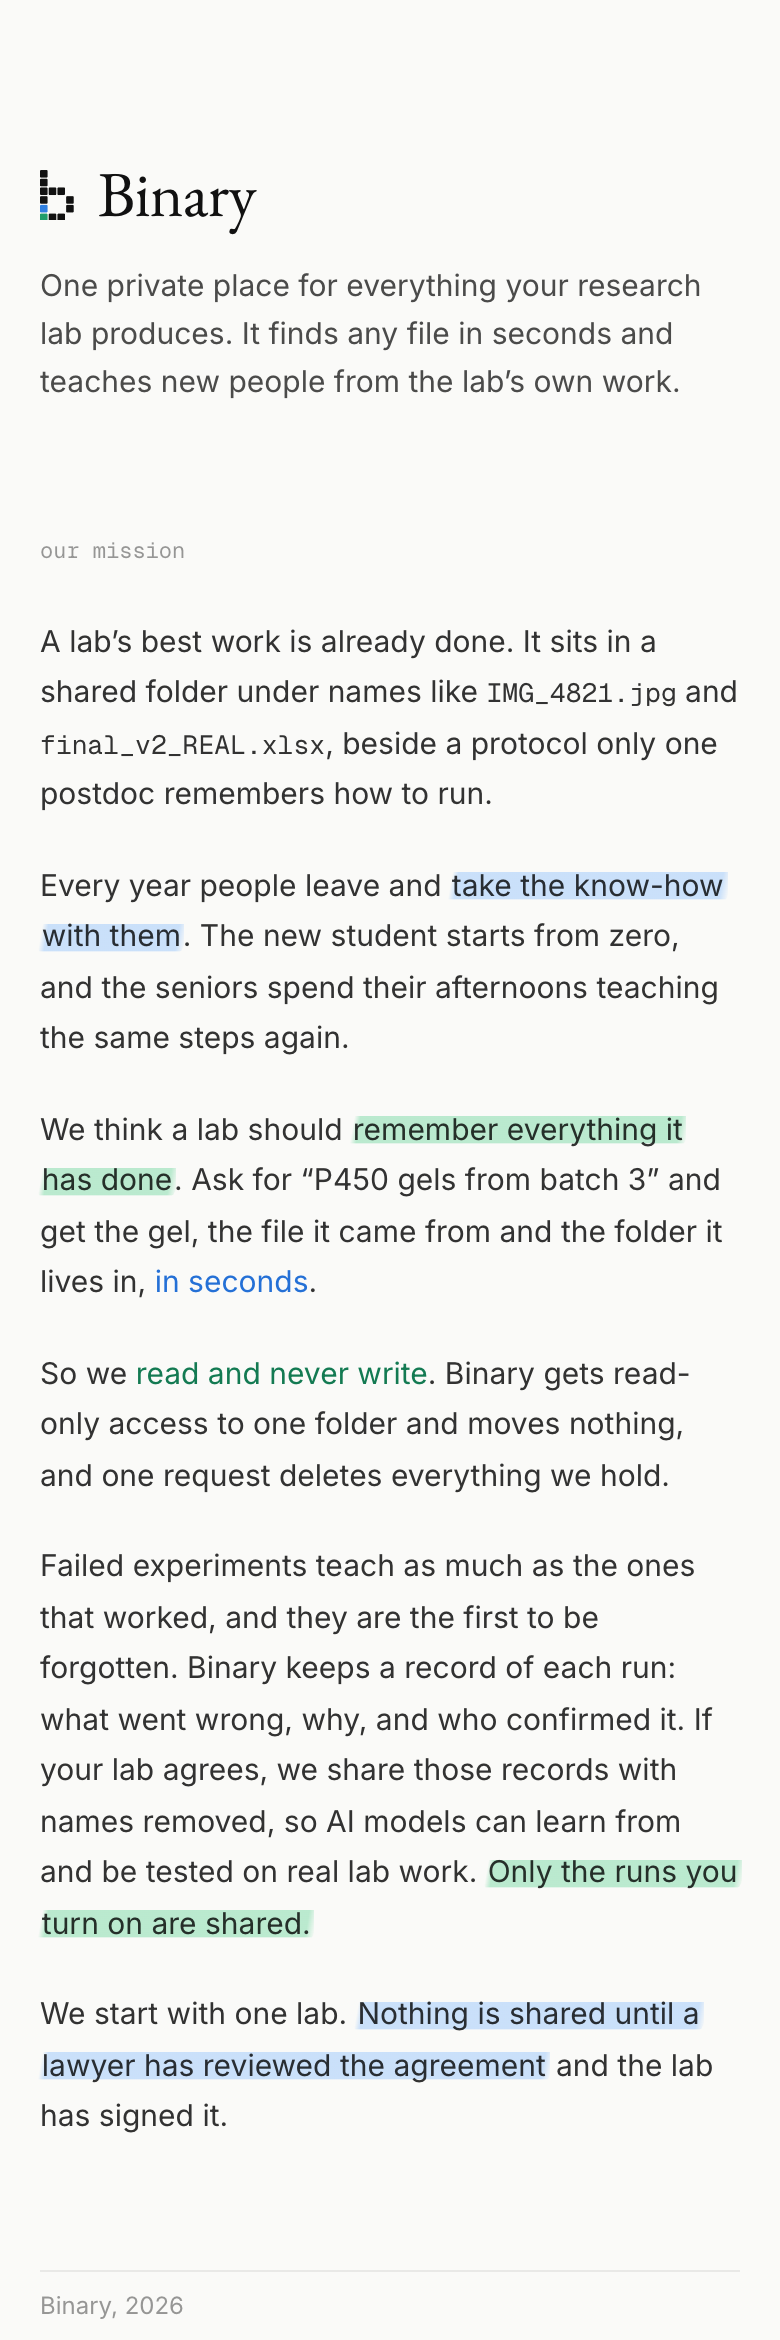 Binary
One private place for everything your research
lab produces. It finds any file in seconds and
teaches new people from the lab’s own work.
our mission
A lab’s best work is already done. It sits in a
shared folder under names like IMG_4821.jpg and
final_v2_REAL.xlsx, beside a protocol only one
postdoc remembers how to run.
Every year people leave and take the know-how
with them. The new student starts from zero,
and the seniors spend their afternoons teaching
the same steps again.
We think a lab should remember everything it
has done. Ask for “P450 gels from batch 3” and
get the gel, the file it came from and the folder it
lives in, in seconds.
So we read and never write. Binary gets read-
only access to one folder and moves nothing,
and one request deletes everything we hold.
Failed experiments teach as much as the ones
that worked, and they are the first to be
forgotten. Binary keeps a record of each run:
what went wrong, why, and who confirmed it. If
your lab agrees, we share those records with
names removed, so AI models can learn from
and be tested on real lab work. Only the runs you
turn on are shared.
We start with one lab. Nothing is shared until a
lawyer has reviewed the agreement and the lab
has signed it.
Binary, 2026